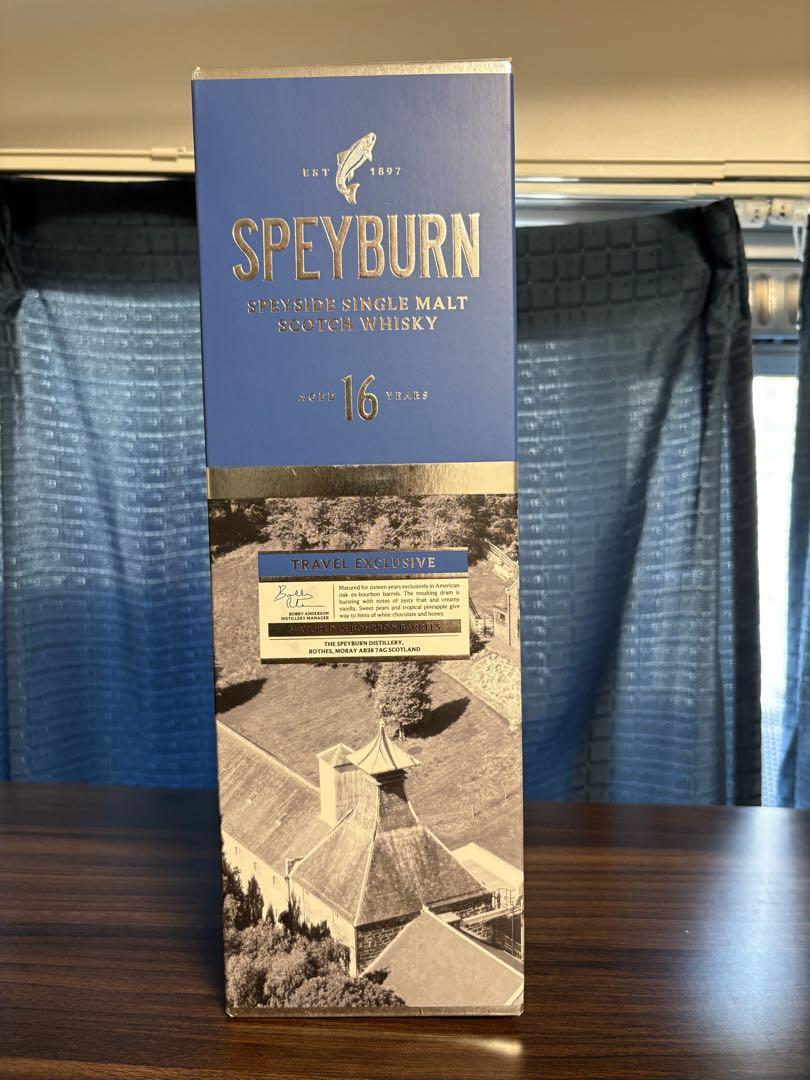 EST 1897
SPEYBURN
SPEYSIDE SINGLE MALT
SCOTCH WHISKY
AGED 16 YEARS
TRAVEL EXCLUSIVE
BOBBY ANDERSON
DISTILLERY MANAGER
Matured for sixteen years exclusively in American
oak ex-bourbon barrels. The resulting dram is
bursting with notes of zesty fruit and creamy
vanilla. Sweet pears and tropical pineapple give
way to hints of white chocolate and honey.
MATURED IN BOURBON BARRELS
THE SPEYBURN DISTILLERY,
ROTHES, MORAY AB38 7AG SCOTLAND